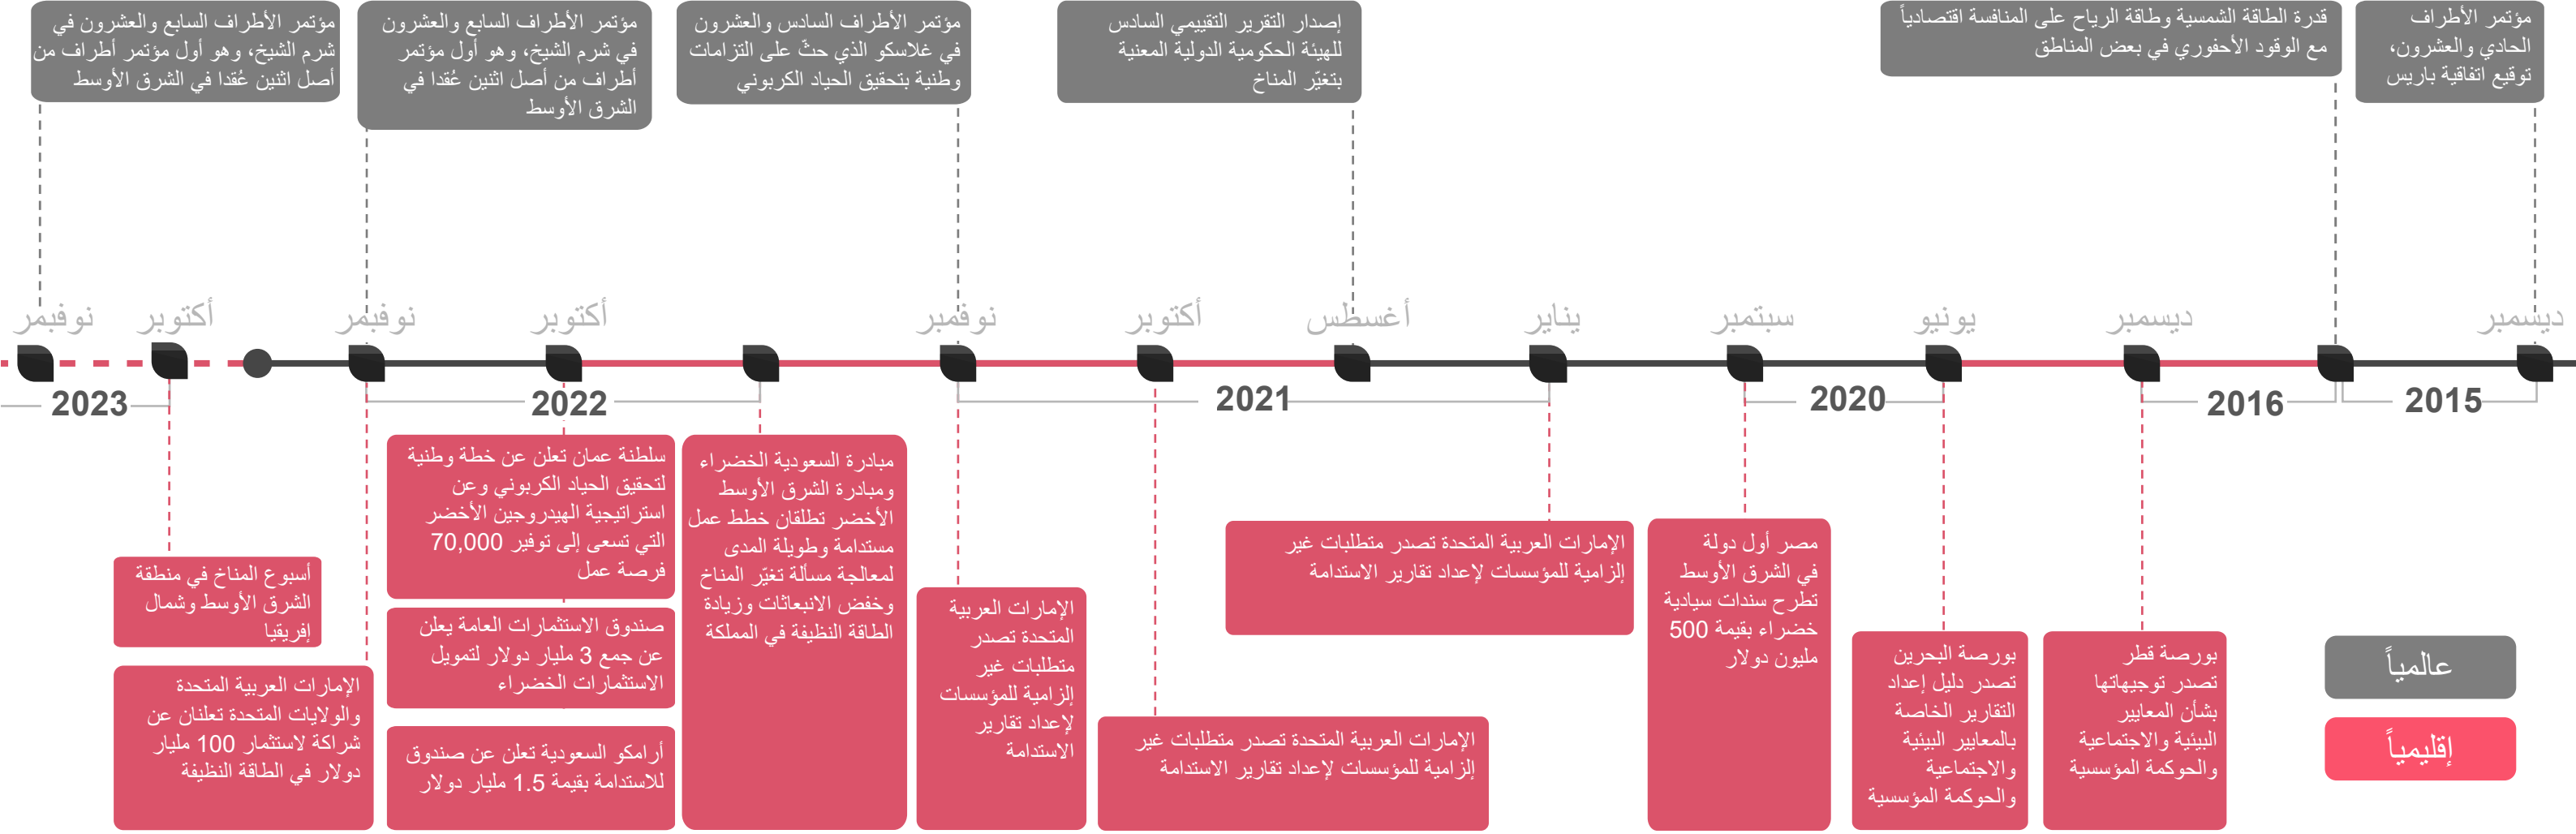 مؤتمر الأطراف
الحادي والعشرون،
توقيع اتفاقية باريس
قدرة الطاقة الشمسية وطاقة الرياح على المنافسة اقتصادياً
مع الوقود الأحفوري في بعض المناطق
إصدار التقرير التقييمي السادس
للهيئة الحكومية الدولية المعنية
بتغيّر المناخ
مؤتمر الأطراف السادس والعشرون
في غلاسكو الذي حثّ على التزامات
وطنية بتحقيق الحياد الكربوني
مؤتمر الأطراف السابع والعشرون
في شرم الشيخ، وهو أول مؤتمر
أطراف من أصل اثنين عُقدا في
الشرق الأوسط
مؤتمر الأطراف السابع والعشرون في
شرم الشيخ، وهو أول مؤتمر أطراف من
أصل اثنين عُقدا في الشرق الأوسط
ديسمبر
ديسمبر
يونيو
سبتمبر
يناير
أغسطس
أكتوبر
نوفمبر
أكتوبر
نوفبمر
أكتوبر
نوفبمر
2015
2016
2020
2021
2022
2023
بورصة قطر
تصدر توجيهاتها
بشأن المعايير
البيئية والاجتماعية
والحوكمة المؤسسية
بورصة البحرين
تصدر دليل إعداد
التقارير الخاصة
بالمعايير البيئية
والاجتماعية
والحوكمة المؤسسية
مصر أول دولة
في الشرق الأوسط
تطرح سندات سيادية
خضراء بقيمة 500
مليون دولار
الإمارات العربية المتحدة تصدر متطلبات غير
إلزامية للمؤسسات لإعداد تقارير الاستدامة
الإمارات العربية المتحدة تصدر متطلبات غير
إلزامية للمؤسسات لإعداد تقارير الاستدامة
الإمارات العربية
المتحدة تصدر
متطلبات غير
إلزامية للمؤسسات
لإعداد تقارير
الاستدامة
مبادرة السعودية الخضراء
ومبادرة الشرق الأوسط
الأخضر تطلقان خطط عمل
مستدامة وطويلة المدى
لمعالجة مسألة تغيّر المناخ
وخفض الانبعاثات وزيادة
الطاقة النظيفة في المملكة
سلطنة عمان تعلن عن خطة وطنية
لتحقيق الحياد الكربوني وعن
استراتيجية الهيدروجين الأخضر
التي تسعى إلى توفير 70,000
فرصة عمل
صندوق الاستثمارات العامة يعلن
عن جمع 3 مليار دولار لتمويل
الاستثمارات الخضراء
أرامكو السعودية تعلن عن صندوق
للاستدامة بقيمة 1.5 مليار دولار
أسبوع المناخ في منطقة
الشرق الأوسط وشمال
إفريقيا
الإمارات العربية المتحدة
والولايات المتحدة تعلنان عن
شراكة لاستثمار 100 مليار
دولار في الطاقة النظيفة
عالمياً
إقليمياً